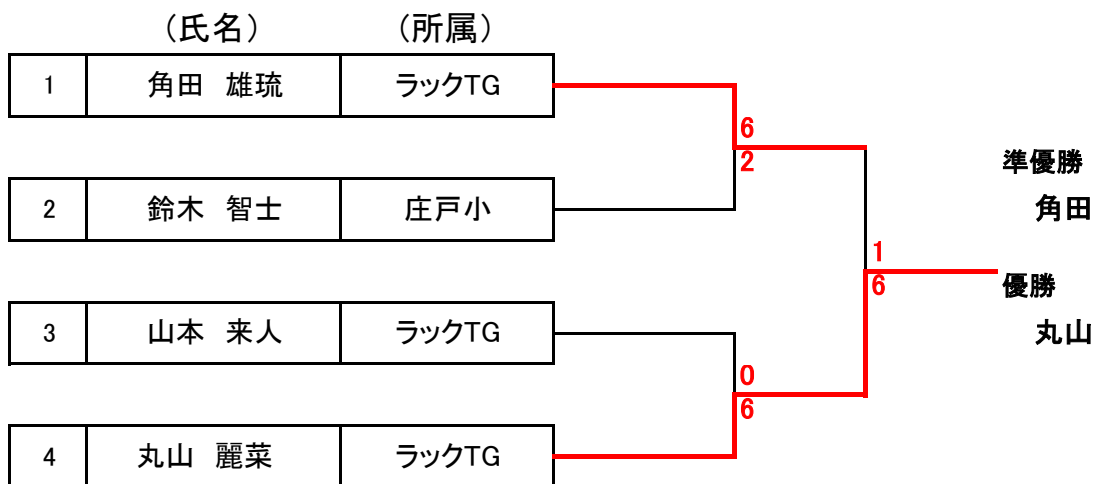 （氏名） （所属）
1 角田 雄琉 ラックTG
6
2
準優勝
2 鈴木 智士 庄戸小
角田
1
6
優勝
3 山本 来人 ラックTG
丸山
0
6
4 丸山 麗菜 ラックTG